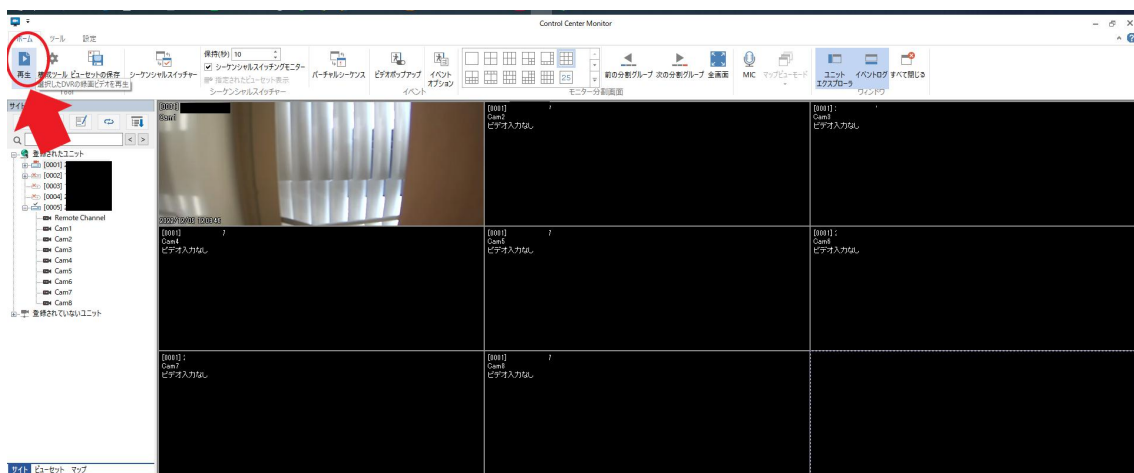 Control Center Monitor
ホーム ツール 設定
再生
構成ツール ビューセットの保存 シーケンシャルスイッチャー
選択したDVRの録画ビデオを再生
Tool
保持(秒) 10
シーケンシャルスイッチングモニター
指定されたビューセット表示
シーケンシャルスイッチャー
バーチャルシーケンス
ビデオポップアップ イベントオプション
イベント
25
前の分割グループ 次の分割グループ 全画面
モニター分割画面
MIC マップビューモード
ユニットエクスプローラ イベントログ すべて閉じる
ウィンドウ
サイト
登録されたユニット
[0001]
[0002]
[0003]
[0004]
[0005]
Remote Channel
Cam1
Cam2
Cam3
Cam4
Cam5
Cam6
Cam7
Cam8
登録されていないユニット
[0001]
Cam1
2022/12/05
[0001]
Cam2
ビデオ入力なし
[0001]
Cam3
ビデオ入力なし
[0001]
Cam4
ビデオ入力なし
[0001]
Cam5
ビデオ入力なし
[0001]
Cam6
ビデオ入力なし
[0001]
Cam7
ビデオ入力なし
[0001]
Cam8
ビデオ入力なし
サイト ビューセット マップ